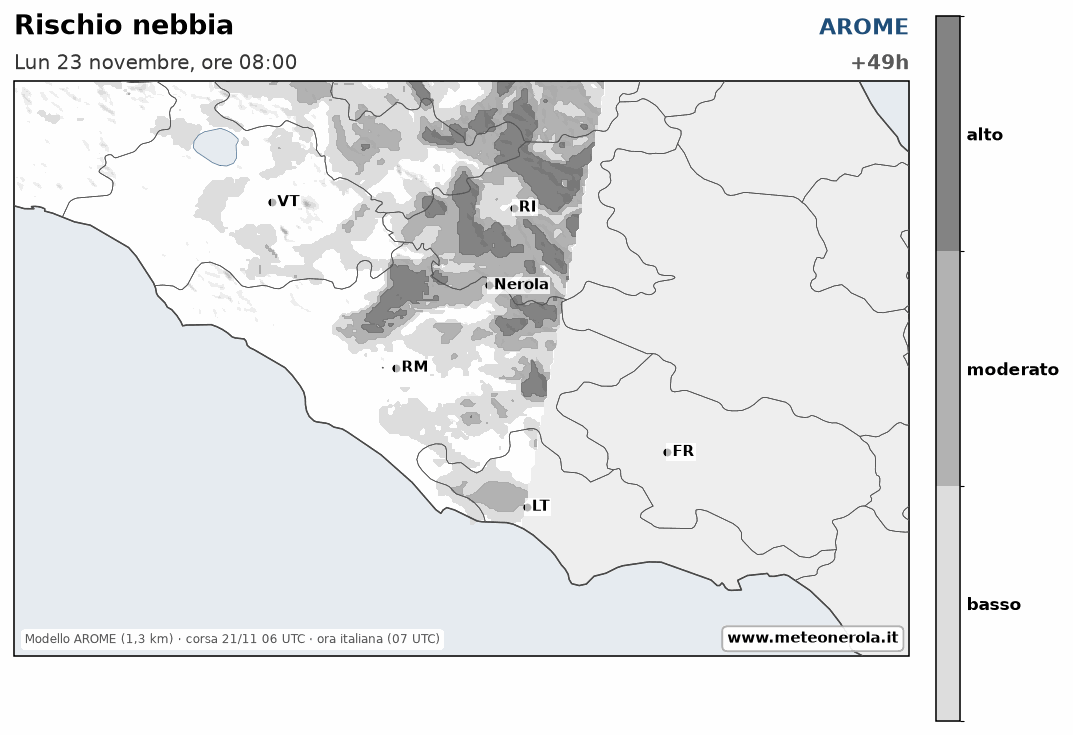 Rischio nebbia
AROME
Lun 23 novembre, ore 08:00
+49h
alto
VT
RI
Nerola
moderato
RM
FR
LT
basso
Modello AROME (1,3 km) · corsa 21/11 06 UTC · ora italiana (07 UTC)
www.meteonerola.it